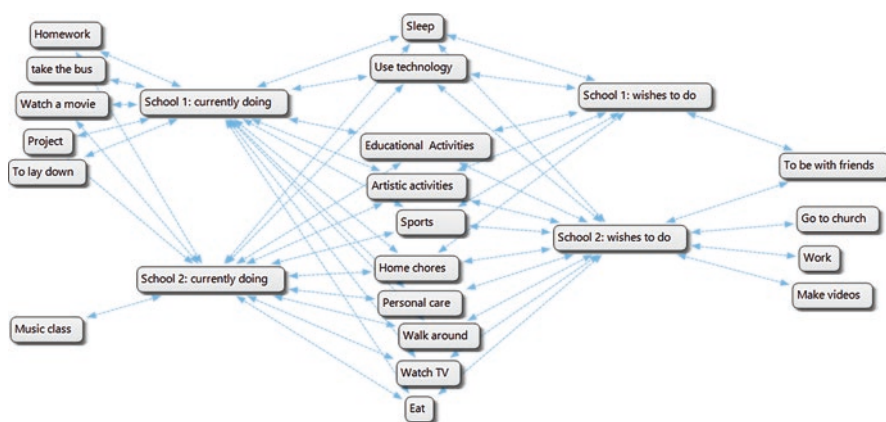 Homework
take the bus
Watch a movie
Project
To lay down
School 1: currently doing
School 2: currently doing
Music class
Sleep
Use technology
Educational Activities
Artistic activities
Sports
Home chores
Personal care
Walk around
Watch TV
Eat
School 1: wishes to do
School 2: wishes to do
To be with friends
Go to church
Work
Make videos